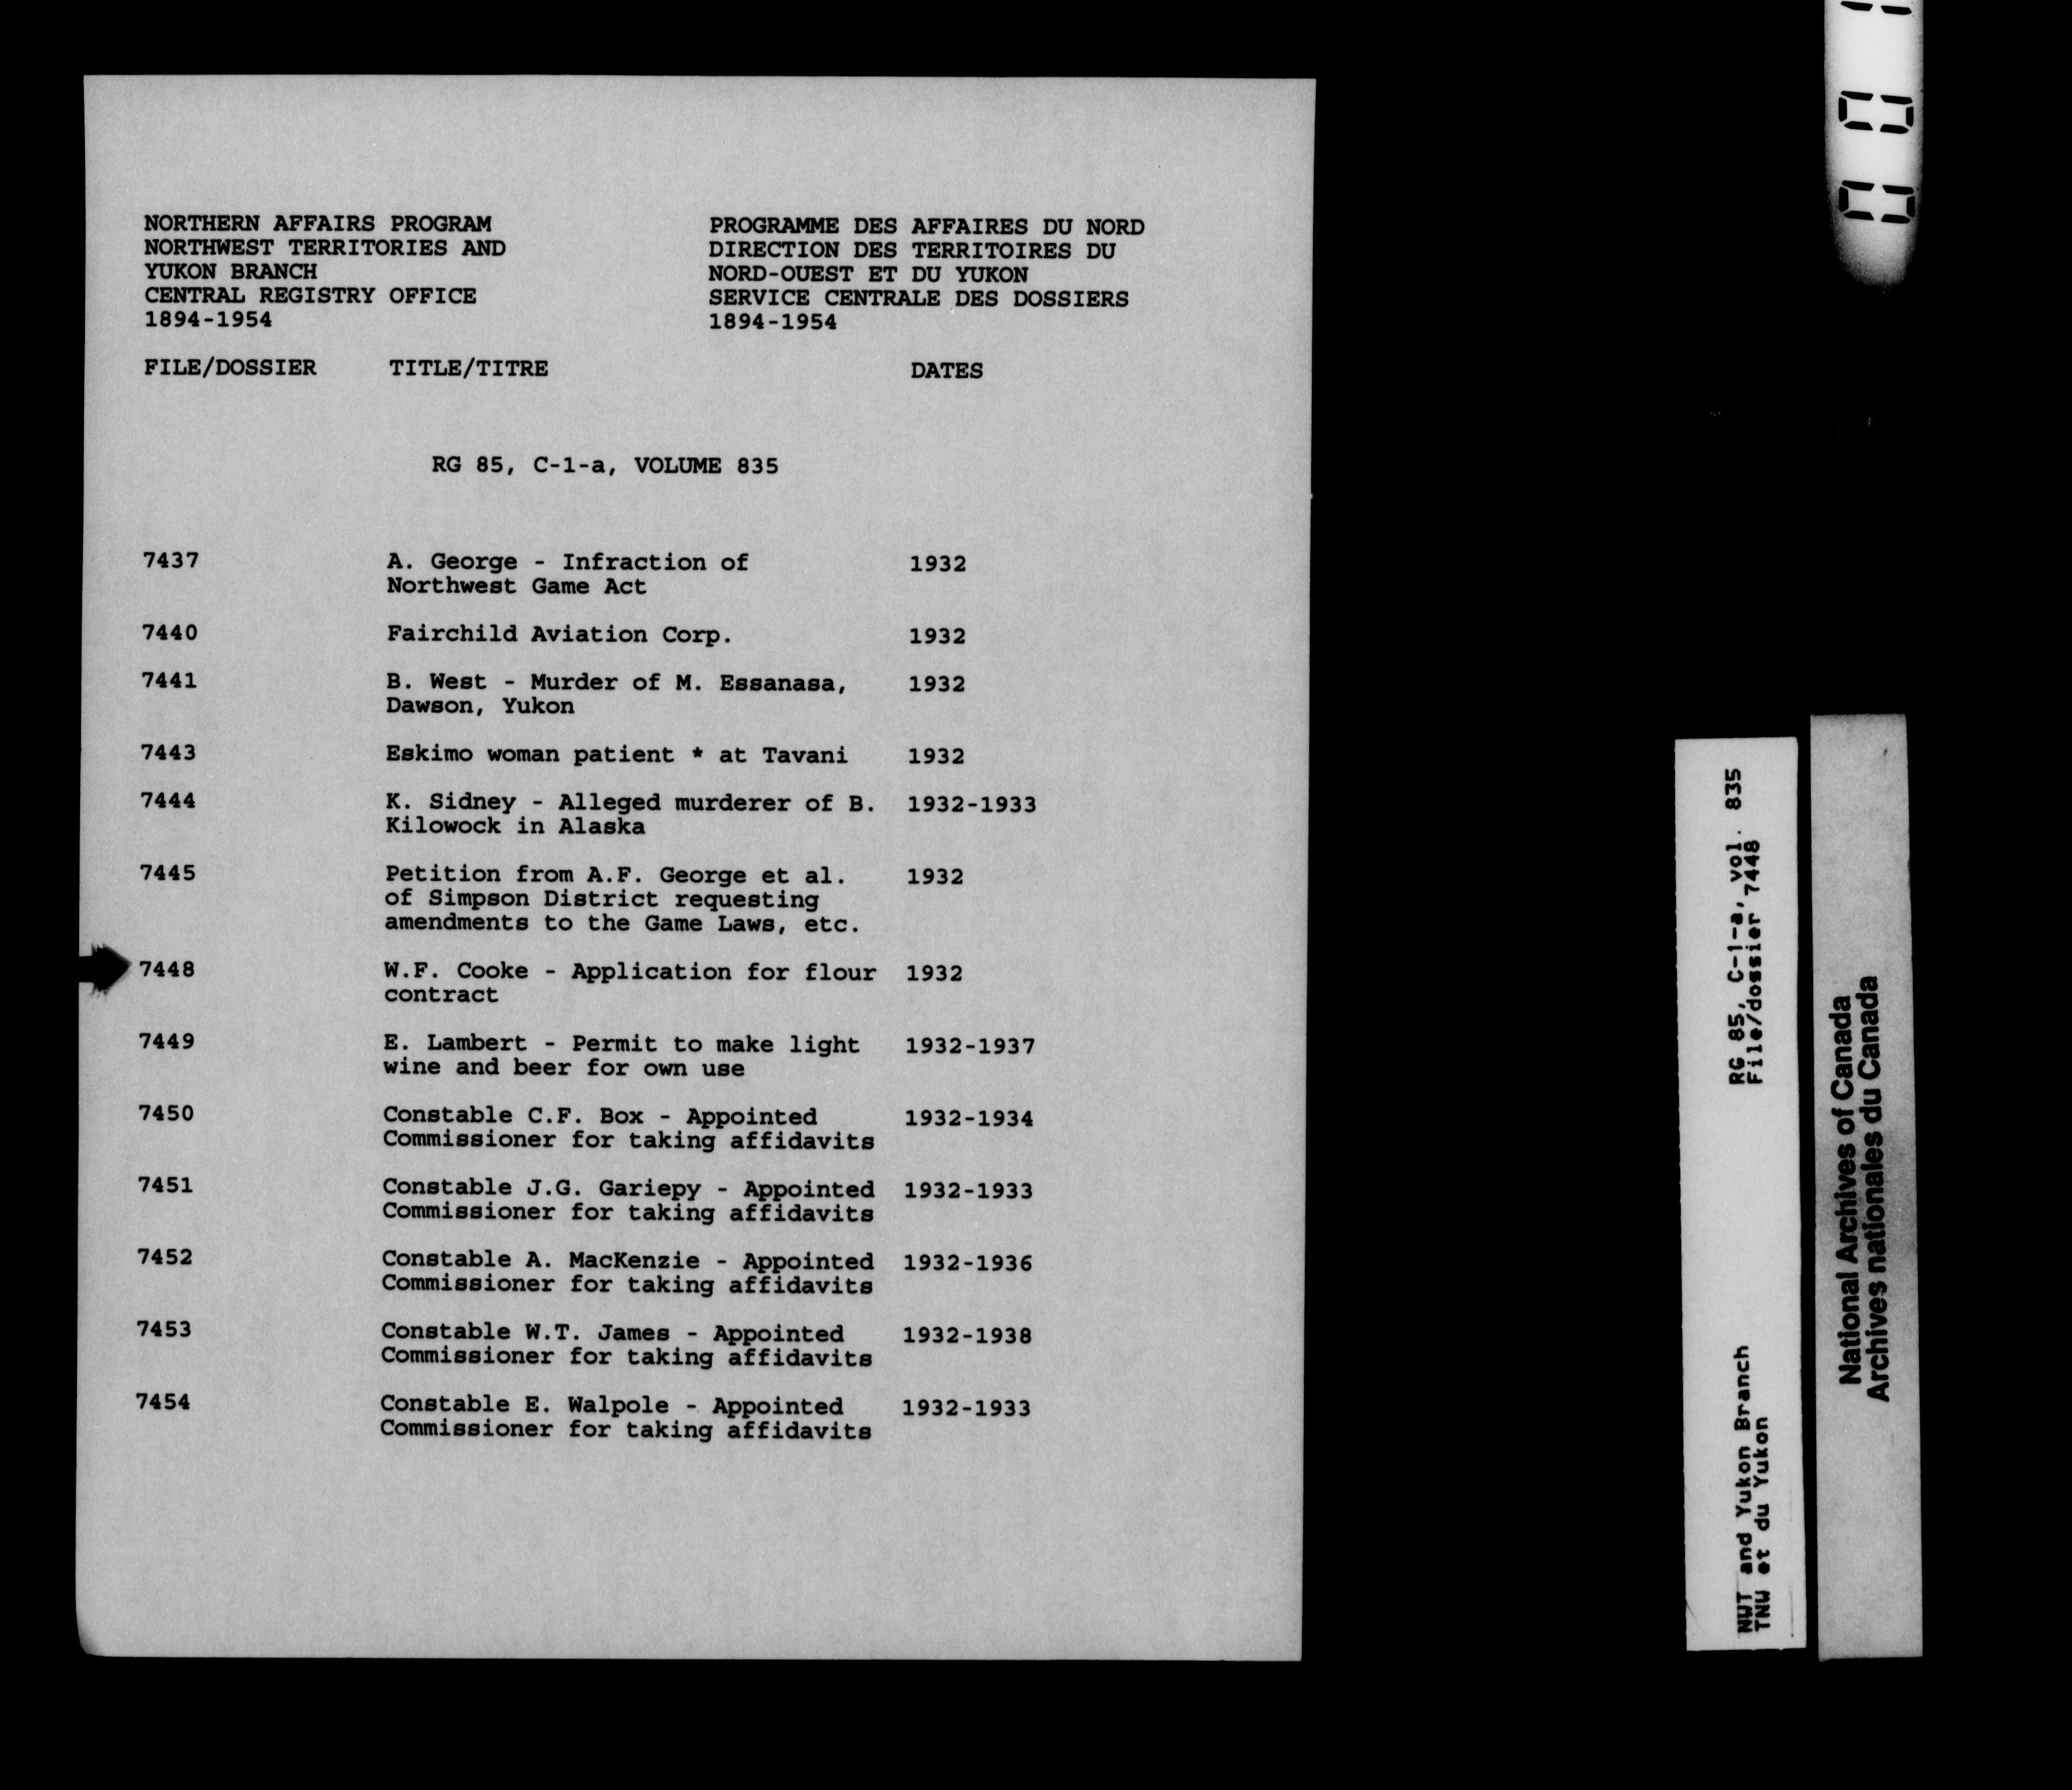 NORTHERN AFFAIRS PROGRAM
NORTHWEST TERRITORIES AND
YUKON BRANCH
CENTRAL REGISTRY OFFICE
1894-1954
PROGRAMME DES AFFAIRES DU NORD
DIRECTION DES TERRITOIRES DU
NORD-OUEST ET DU YUKON
SERVICE CENTRALE DES DOSSIERS
1894-1954
FILE/DOSSIER TITLE/TITRE DATES
RG 85, C-1-a, VOLUME 835
7437 A. George - Infraction of 1932
Northwest Game Act
7440 Fairchild Aviation Corp. 1932
7441 B. West - Murder of M. Essanasa, 1932
Dawson, Yukon
7443 Eskimo woman patient * at Tavani 1932
7444 K. Sidney - Alleged murderer of B. 1932-1933
Kilowock in Alaska
7445 Petition from A.F. George et al. 1932
of Simpson District requesting
amendments to the Game Laws, etc.
7448 W.F. Cooke - Application for flour 1932
contract
7449 E. Lambert - Permit to make light 1932-1937
wine and beer for own use
7450 Constable C.F. Box - Appointed 1932-1934
Commissioner for taking affidavits
7451 Constable J.G. Gariepy - Appointed 1932-1933
Commissioner for taking affidavits
7452 Constable A. MacKenzie - Appointed 1932-1936
Commissioner for taking affidavits
7453 Constable W.T. James - Appointed 1932-1938
Commissioner for taking affidavits
7454 Constable E. Walpole - Appointed 1932-1933
Commissioner for taking affidavits
NWT and Yukon Branch RG 85, C-1-a, vol. 835
TNW et du Yukon File/dossier 7448
National Archives of Canada
Archives nationales du Canada